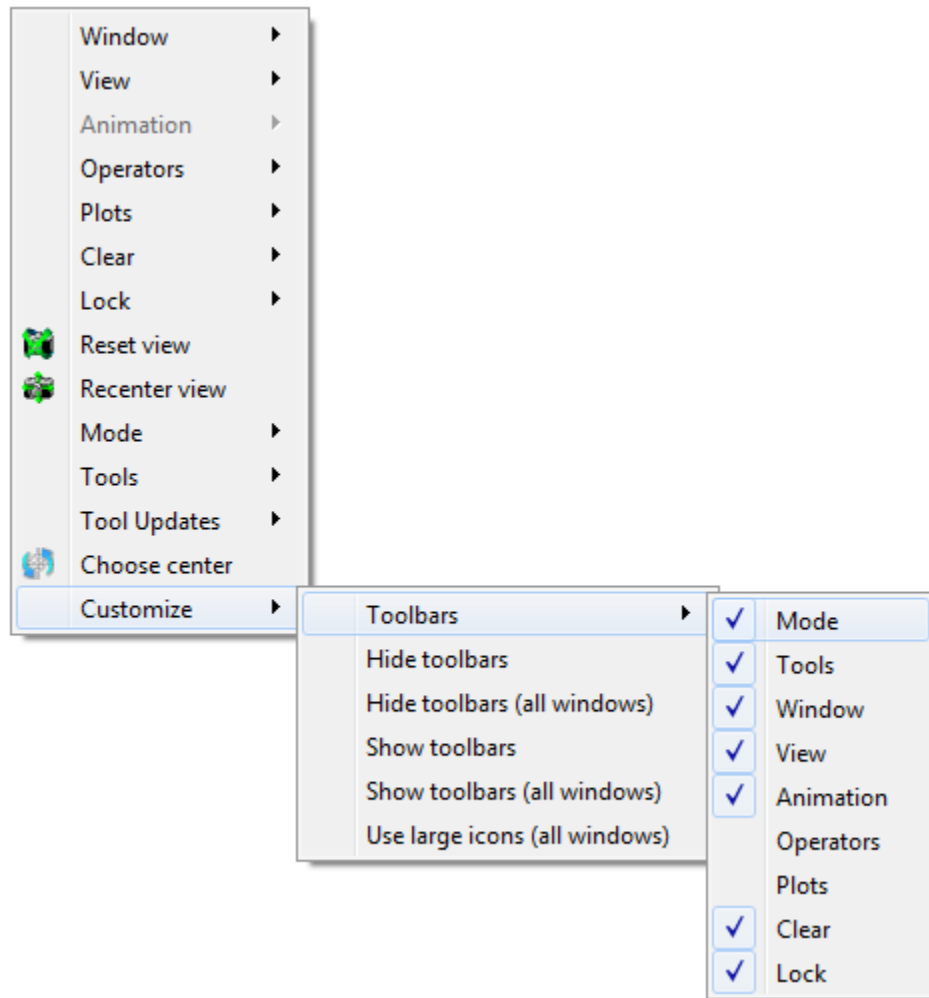 Window
View
Animation
Operators
Plots
Clear
Lock
Reset view
Recenter view
Mode
Tools
Tool Updates
Choose center
Customize
Toolbars
Hide toolbars
Hide toolbars (all windows)
Show toolbars
Show toolbars (all windows)
Use large icons (all windows)
Mode
Tools
Window
View
Animation
Operators
Plots
Clear
Lock